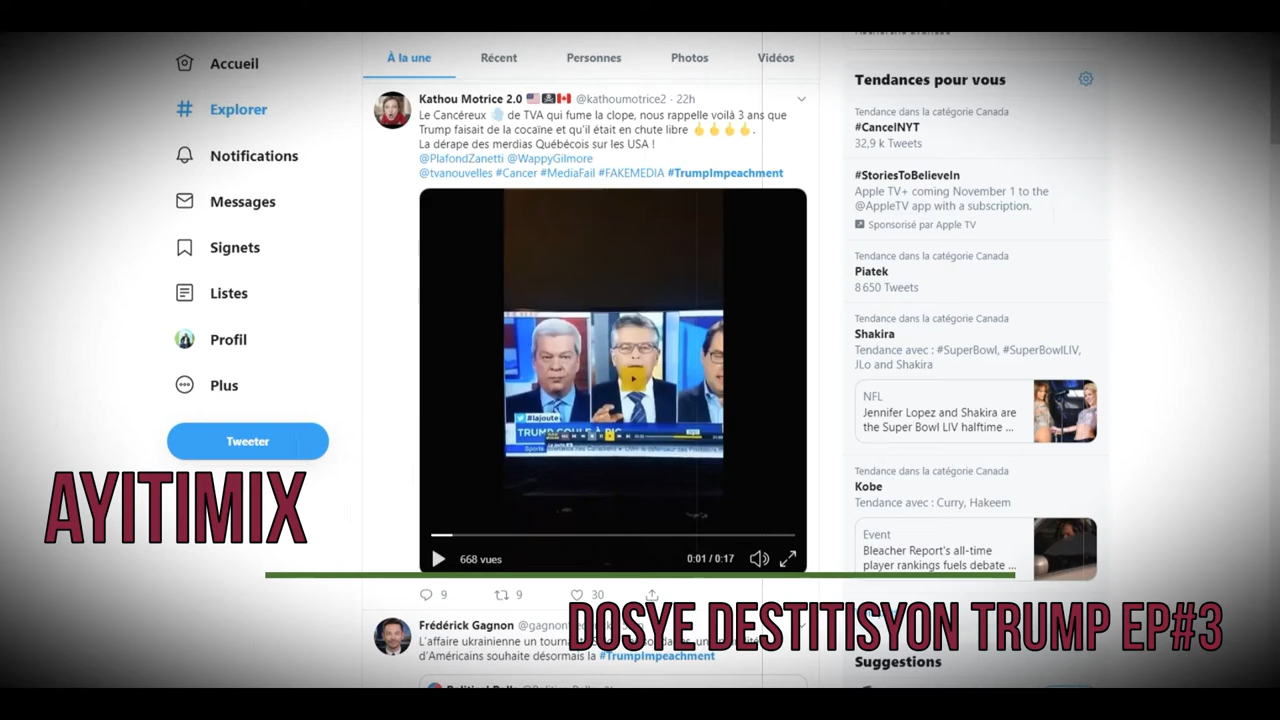 Accueil
Explorer
Notifications
Messages
Signets
Listes
Profil
Plus
Tweeter
À la une
Récent
Personnes
Photos
Vidéos
Kathou Motrice 2.0 🇺🇸🏴‍☠️🇨🇦 @kathoumotrice2 · 22h
Le Cancéreux 💨 de TVA qui fume la clope, nous rappelle voilà 3 ans que
Trump faisait de la cocaïne et qu'il était en chute libre 🖕🖕🖕🖕.
La dérape des merdias Québécois sur les USA !
@PlafondZanetti @WappyGilmore
@tvanouvelles #Cancer #MediaFail #FAKEMEDIA #TrumpImpeachment
#lajoute
TRUMP COULE À PIC
Sports
668 vues
0:01 / 0:17
9
9
30
Frédérick Gagnon
L'affaire ukrainienne un
d'Américains souhaite désormais la #TrumpImpeachment
Tendances pour vous
Tendance dans la catégorie Canada
#CancelNYT
32,9 k Tweets
#StoriesToBelieveIn
Apple TV+ coming November 1 to the
@AppleTV app with a subscription.
Sponsorisé par Apple TV
Tendance dans la catégorie Canada
Piatek
8 650 Tweets
Tendance dans la catégorie Canada
Shakira
Tendance avec : #SuperBowl, #SuperBowlLIV,
JLo and Shakira
NFL
Jennifer Lopez and Shakira are
the Super Bowl LIV halftime ...
Tendance dans la catégorie Canada
Kobe
Tendance avec : Curry, Hakeem
Event
Bleacher Report's all-time
player rankings fuels debate ...
Suggestions
AYITIMIX
DOSYE DESTITISYON TRUMP EP#3